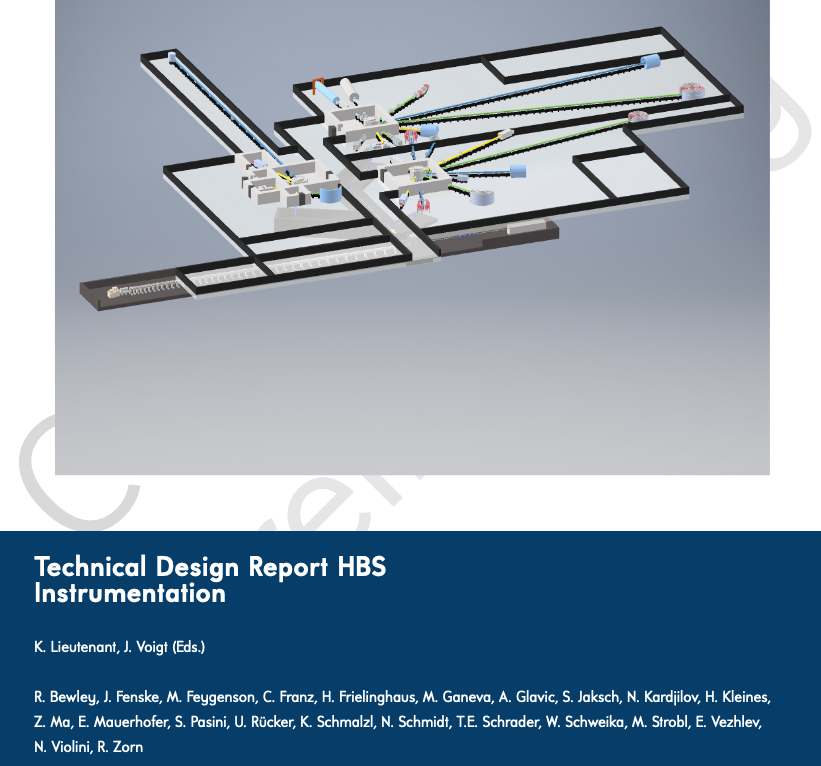 Technical Design Report HBS
Instrumentation
K. Lieutenant, J. Voigt (Eds.)
R. Bewley, J. Fenske, M. Feygenson, C. Franz, H. Frielinghaus, M. Ganeva, A. Glavic, S. Jaksch, N. Kardjilov, H. Kleines,
Z. Ma, E. Mauerhofer, S. Pasini, U. Rücker, K. Schmalzl, N. Schmidt, T.E. Schrader, W. Schweika, M. Strobl, E. Vezhlev,
N. Violini, R. Zorn